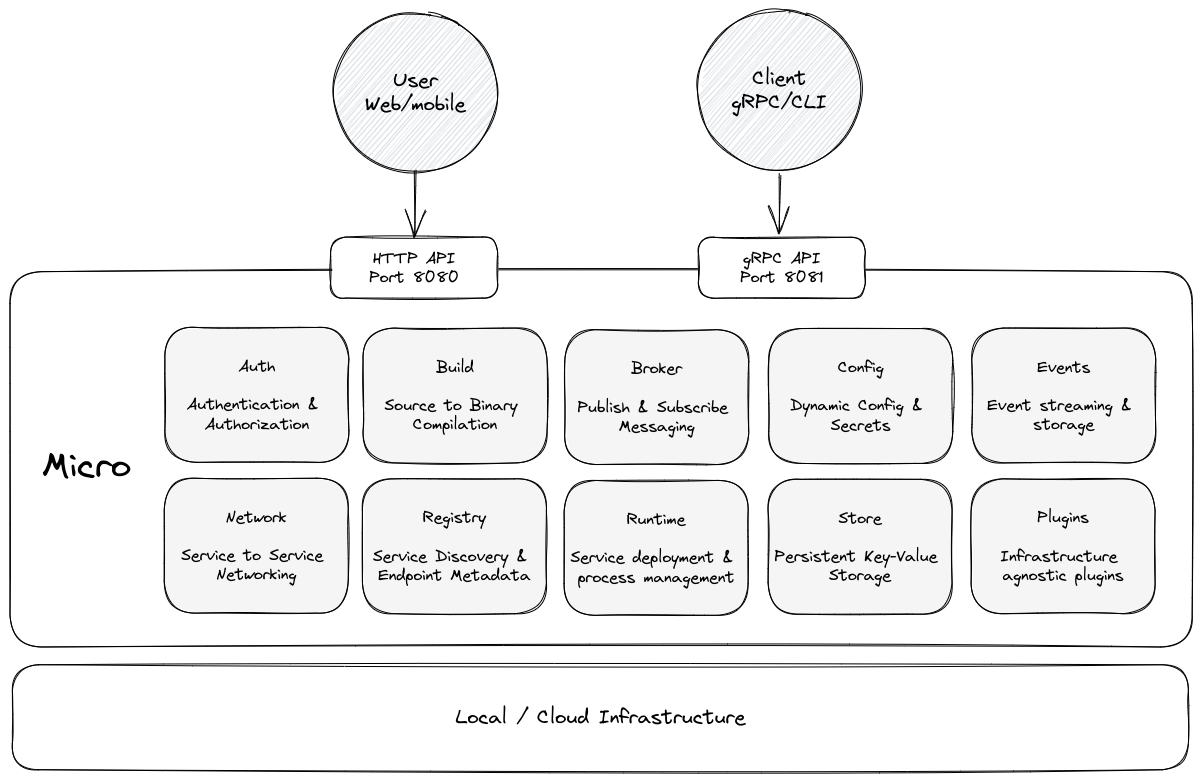 User
Web/mobile
Client
gRPC/CLI
HTTP API
Port 8080
gRPC API
Port 8081
Micro
Auth
Authentication &
Authorization
Build
Source to Binary
Compilation
Broker
Publish & Subscribe
Messaging
Config
Dynamic Config &
Secrets
Events
Event streaming &
storage
Network
Service to Service
Networking
Registry
Service Discovery &
Endpoint Metadata
Runtime
Service deployment &
process management
Store
Persistent Key-Value
Storage
Plugins
Infrastructure
agnostic plugins
Local / Cloud Infrastructure